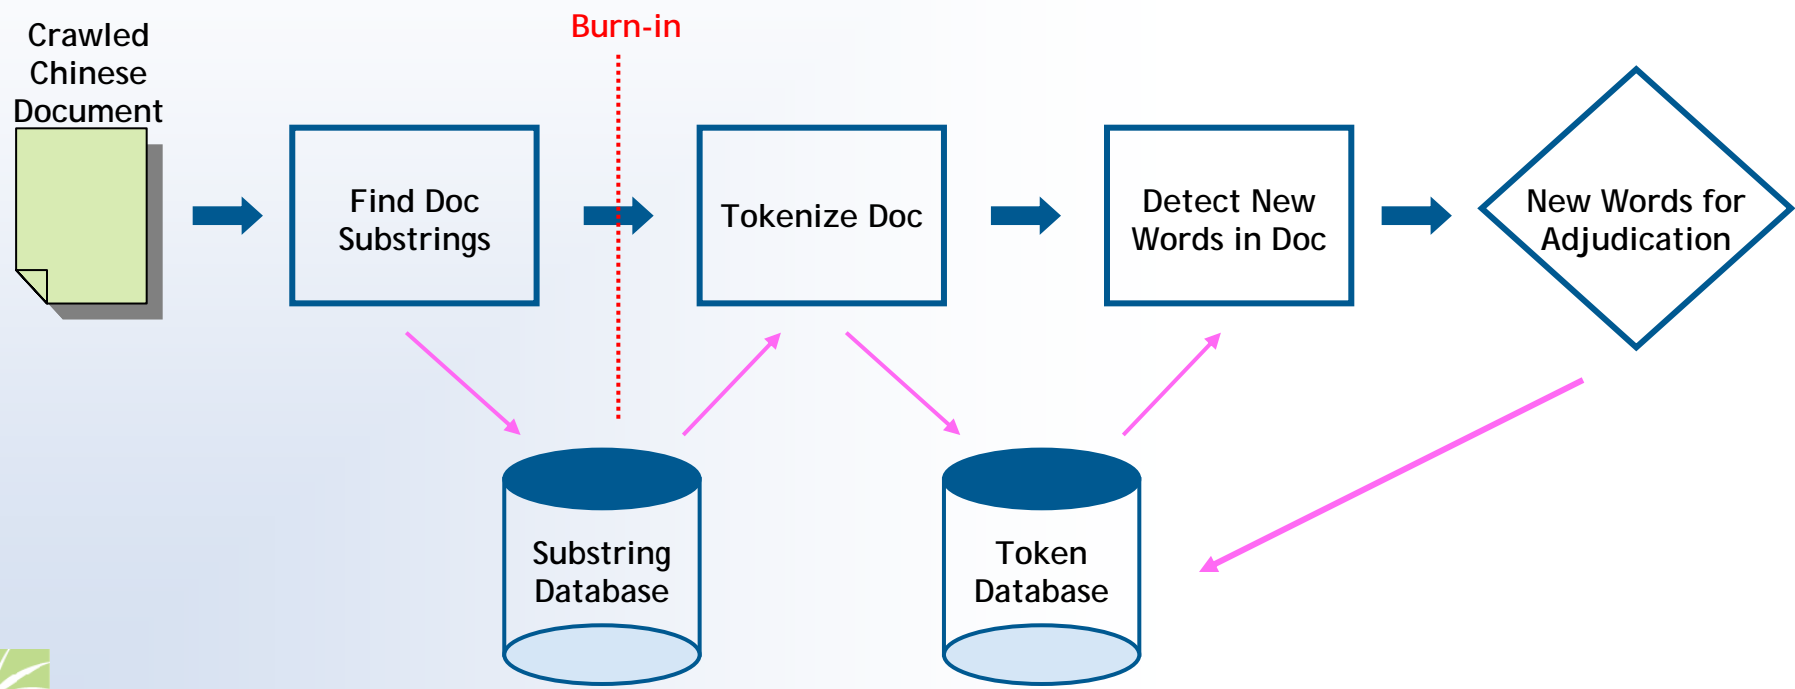 Burn-in
Crawled
Chinese
Document
Find Doc
Substrings
Tokenize Doc
Detect New
Words in Doc
New Words for
Adjudication
Substring
Database
Token
Database